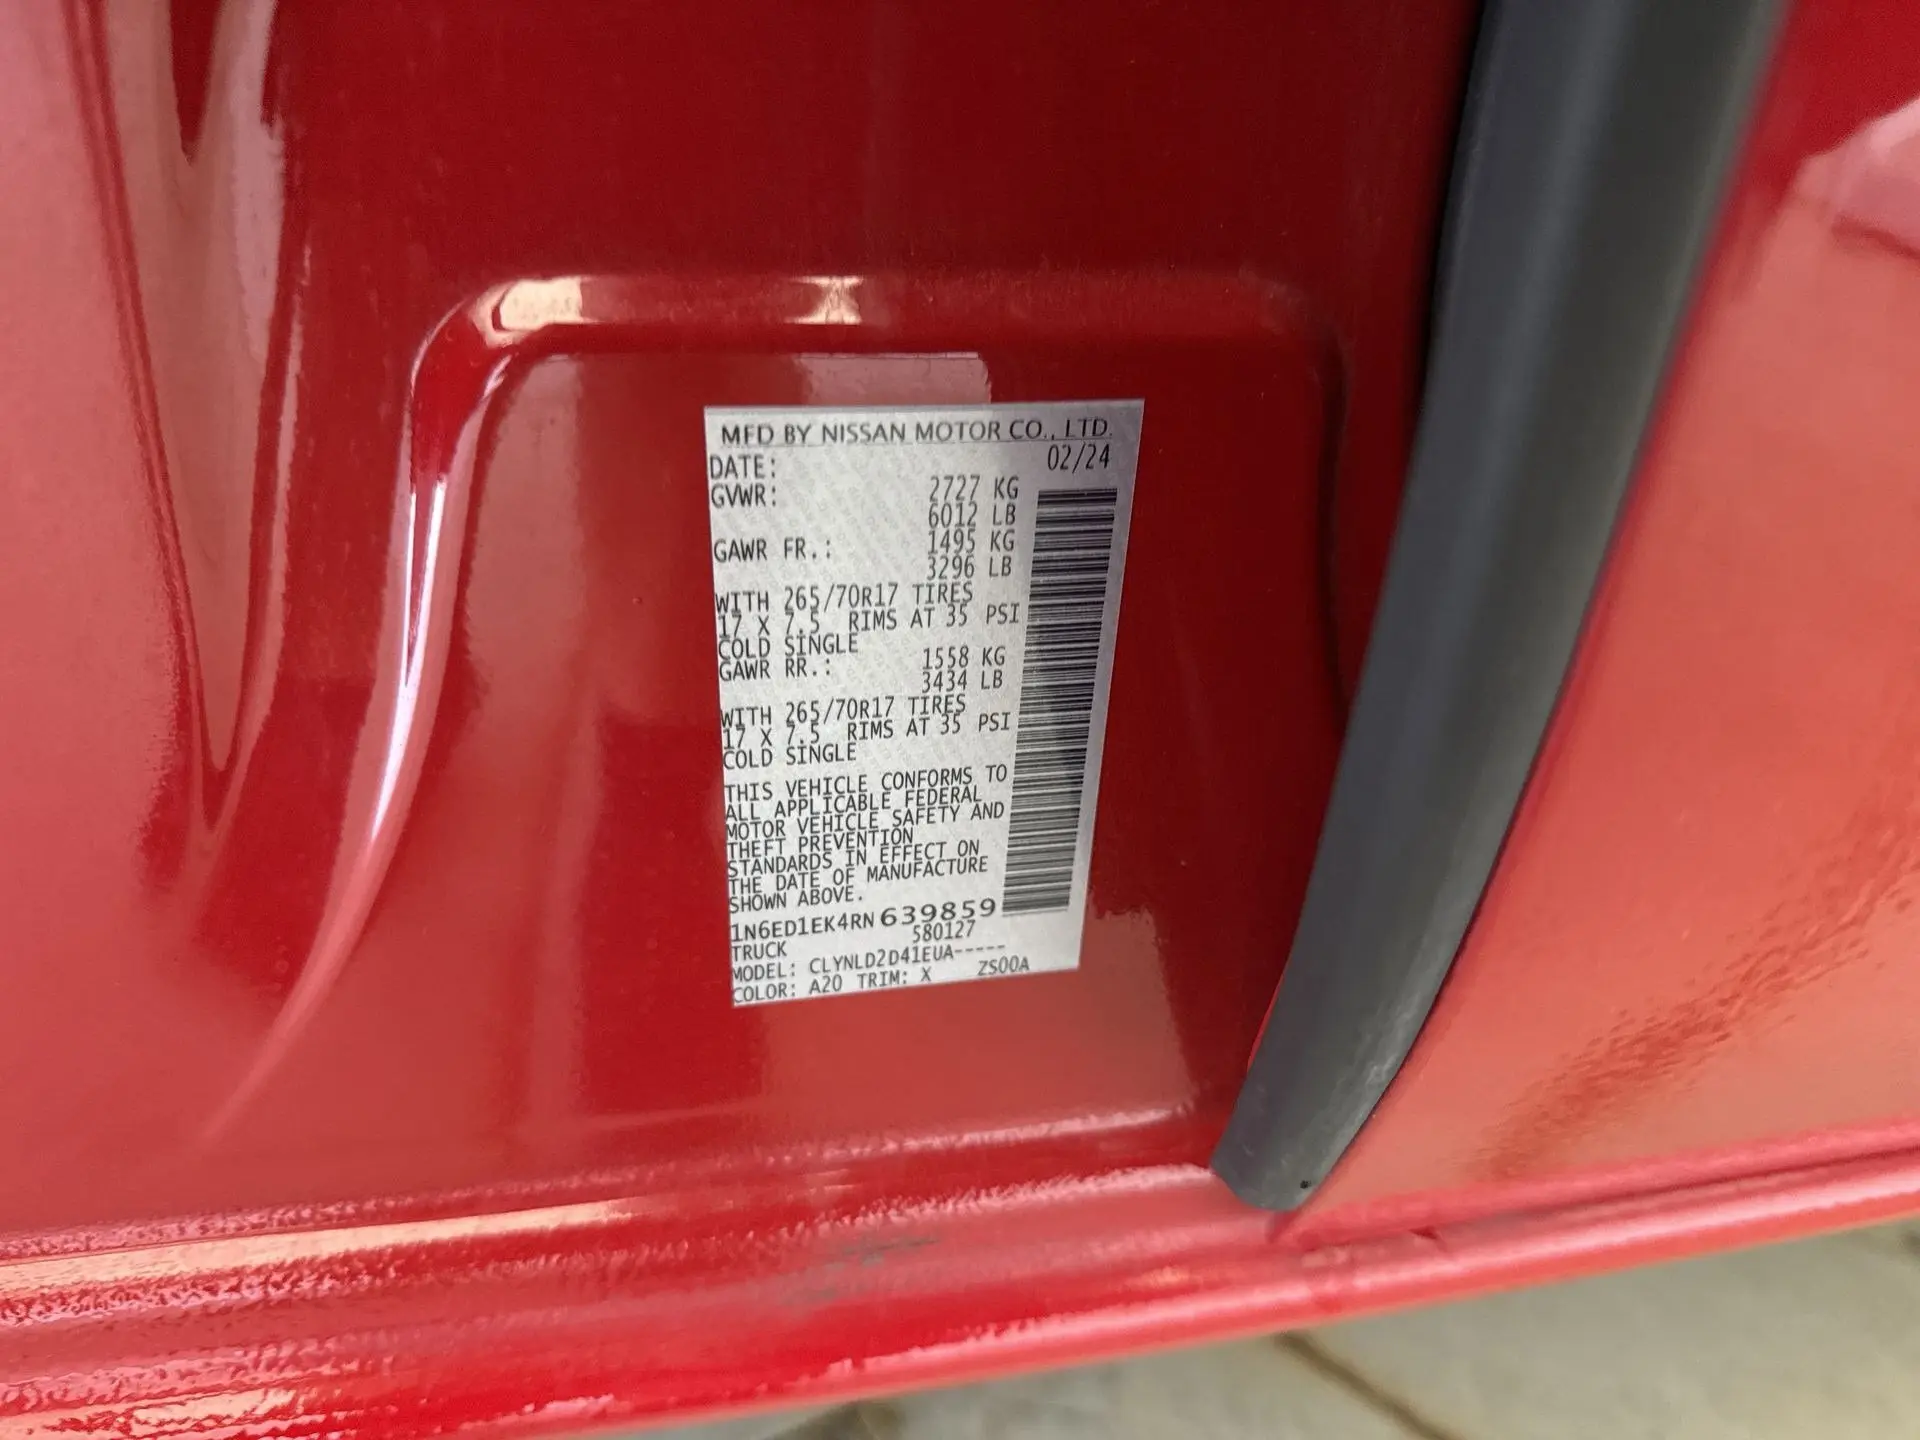 MFD BY NISSAN MOTOR CO., LTD.
DATE: 02/24
GVWR: 2727 KG
6012 LB
GAWR FR.: 1495 KG
3296 LB
WITH 265/70R17 TIRES
17 X 7.5 RIMS AT 35 PSI
COLD SINGLE
GAWR RR.: 1558 KG
3434 LB
WITH 265/70R17 TIRES
17 X 7.5 RIMS AT 35 PSI
COLD SINGLE
THIS VEHICLE CONFORMS TO
ALL APPLICABLE FEDERAL
MOTOR VEHICLE SAFETY AND
THEFT PREVENTION
STANDARDS IN EFFECT ON
THE DATE OF MANUFACTURE
SHOWN ABOVE.
1N6ED1EK4RN639859
TRUCK 580127
MODEL: CLYNLD2D41EUA-----
COLOR: A20 TRIM: X ZS00A